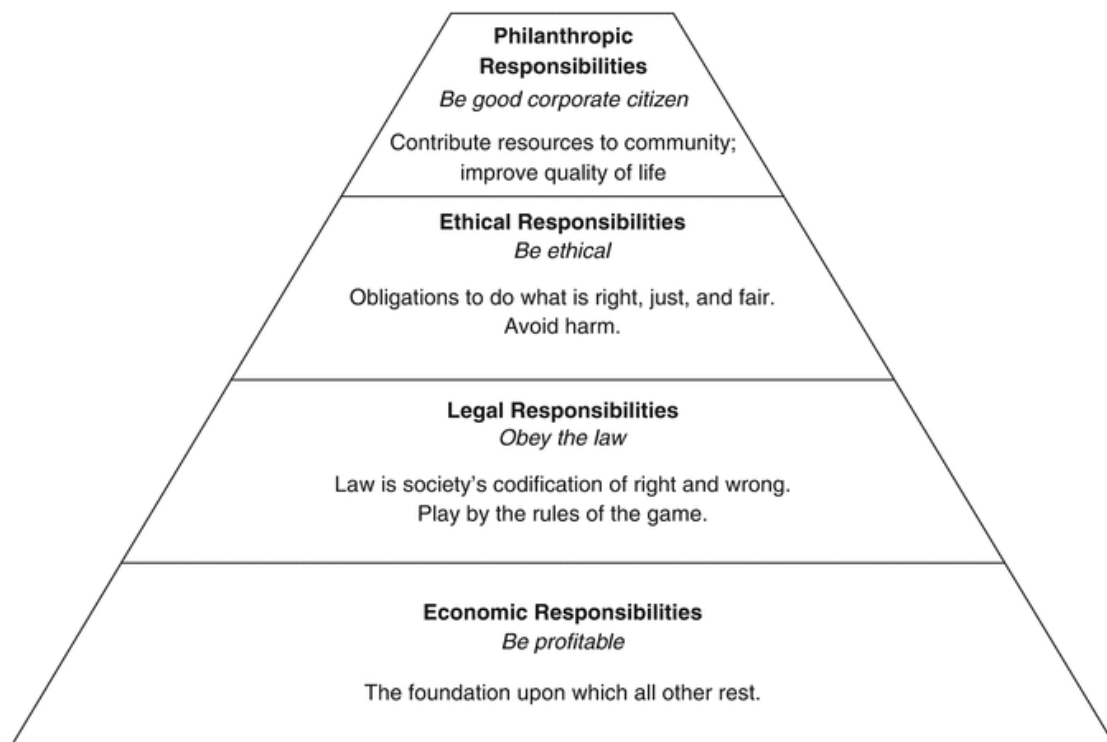 Philanthropic
Responsibilities
Be good corporate citizen
Contribute resources to community;
improve quality of life
Ethical Responsibilities
Be ethical
Obligations to do what is right, just, and fair.
Avoid harm.
Legal Responsibilities
Obey the law
Law is society’s codification of right and wrong.
Play by the rules of the game.
Economic Responsibilities
Be profitable
The foundation upon which all other rest.